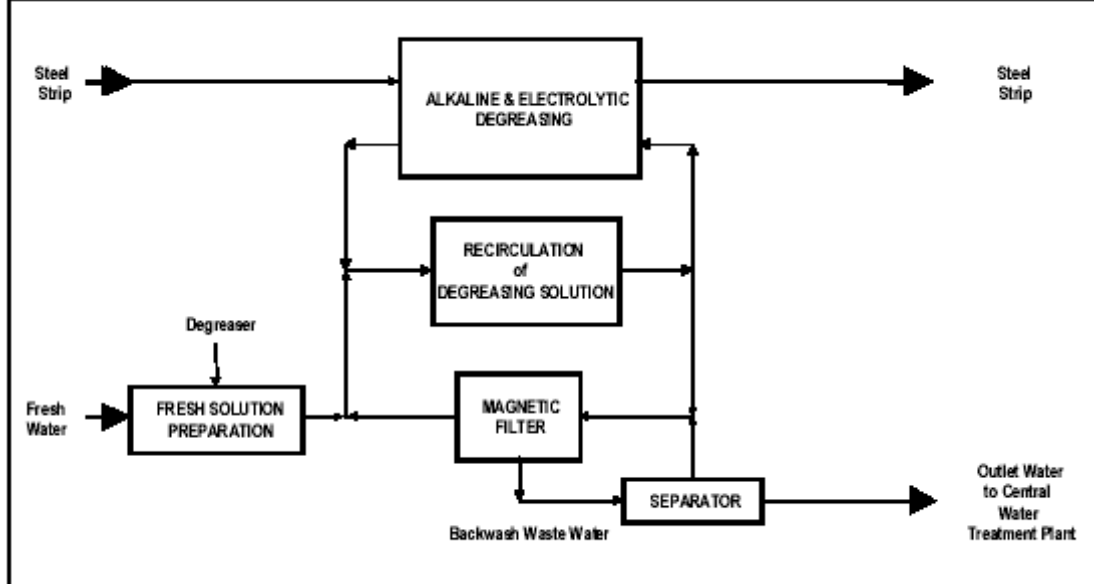 Steel
Strip
ALKALINE & ELECTROLYTIC
DEGREASING
Steel
Strip
RECIRCULATION
of
DEGREASING SOLUTION
Degreaser
Fresh
Water
FRESH SOLUTION
PREPARATION
MAGNETIC
FILTER
Backwash Waste Water
SEPARATOR
Outlet Water
to Central
Water
Treatment Plant